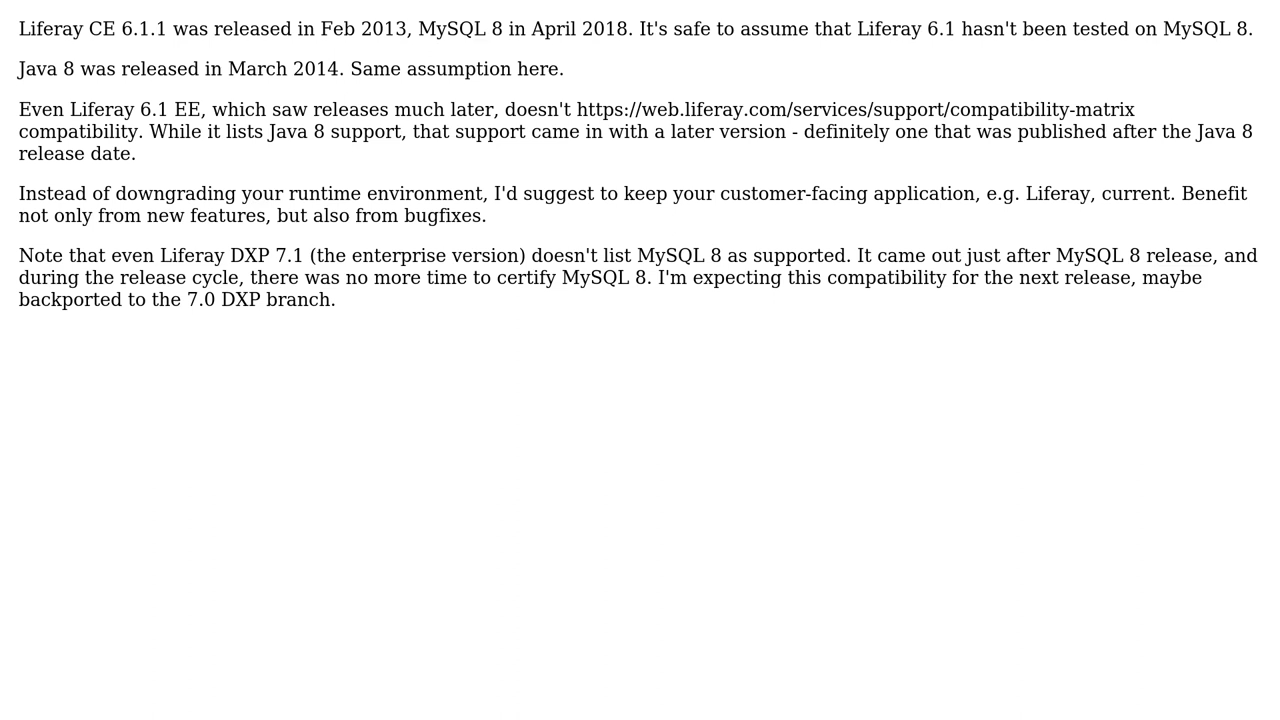 Liferay CE 6.1.1 was released in Feb 2013, MySQL 8 in April 2018. It's safe to assume that Liferay 6.1 hasn't been tested on MySQL 8.
Java 8 was released in March 2014. Same assumption here.
Even Liferay 6.1 EE, which saw releases much later, doesn't https://web.liferay.com/services/support/compatibility-matrix
compatibility. While it lists Java 8 support, that support came in with a later version - definitely one that was published after the Java 8
release date.
Instead of downgrading your runtime environment, I'd suggest to keep your customer-facing application, e.g. Liferay, current. Benefit
not only from new features, but also from bugfixes.
Note that even Liferay DXP 7.1 (the enterprise version) doesn't list MySQL 8 as supported. It came out just after MySQL 8 release, and
during the release cycle, there was no more time to certify MySQL 8. I'm expecting this compatibility for the next release, maybe
backported to the 7.0 DXP branch.